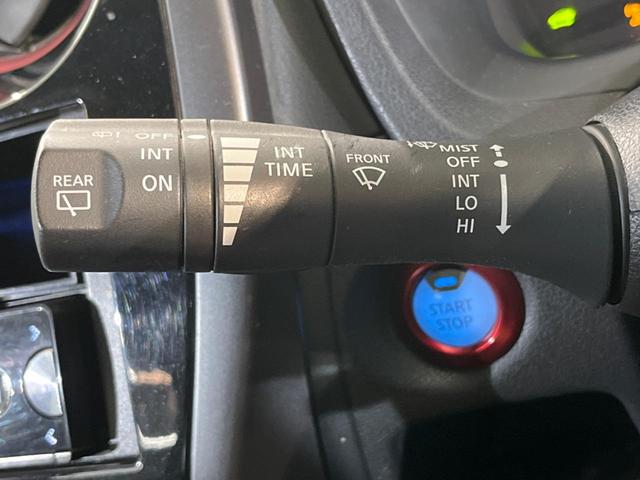 OFF
INT
ON
REAR
INT
TIME
FRONT
MIST
OFF
INT
LO
HI
START
STOP